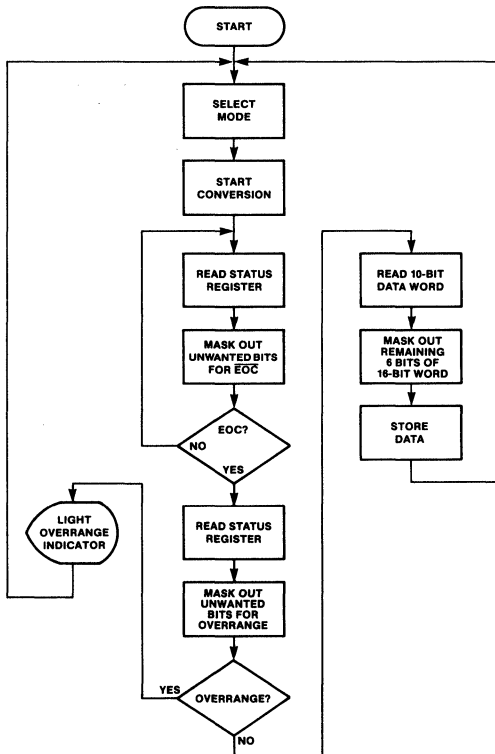 START
SELECT
MODE
START
CONVERSION
READ STATUS
REGISTER
MASK OUT
UNWANTED BITS
FOR E̅O̅C̅
EOC?
NO
YES
READ STATUS
REGISTER
MASK OUT
UNWANTED
BITS FOR
OVERRANGE
OVERRANGE?
YES
NO
LIGHT
OVERRANGE
INDICATOR
READ 10-BIT
DATA WORD
MASK OUT
REMAINING
6 BITS OF
16-BIT WORD
STORE
DATA